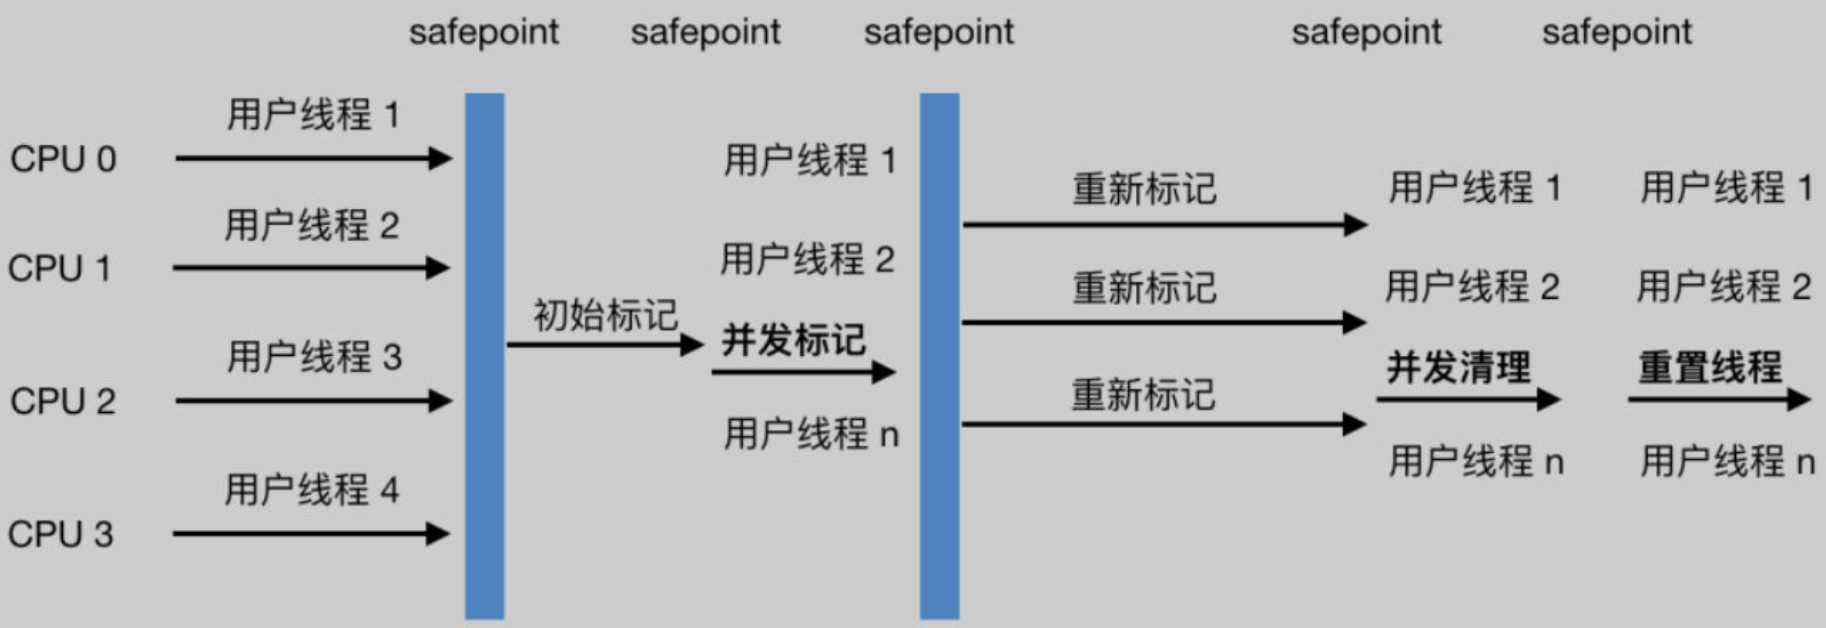 safepoint safepoint safepoint safepoint safepoint
用户线程 1
CPU 0
用户线程 2
CPU 1
用户线程 3
CPU 2
用户线程 4
CPU 3
初始标记
用户线程 1
用户线程 2
并发标记
用户线程 n
重新标记
重新标记
重新标记
用户线程 1
用户线程 2
并发清理
用户线程 n
用户线程 1
用户线程 2
重置线程
用户线程 n